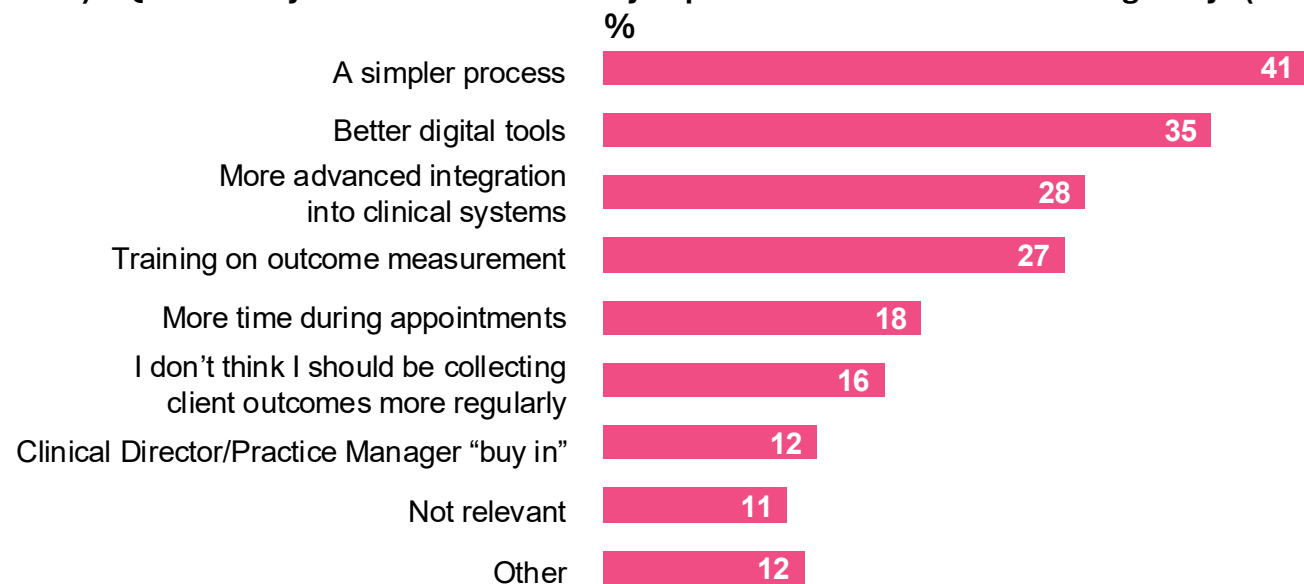 %
A simpler process 41
Better digital tools 35
More advanced integration
into clinical systems 28
Training on outcome measurement 27
More time during appointments 18
I don’t think I should be collecting
client outcomes more regularly 16
Clinical Director/Practice Manager “buy in” 12
Not relevant 11
Other 12